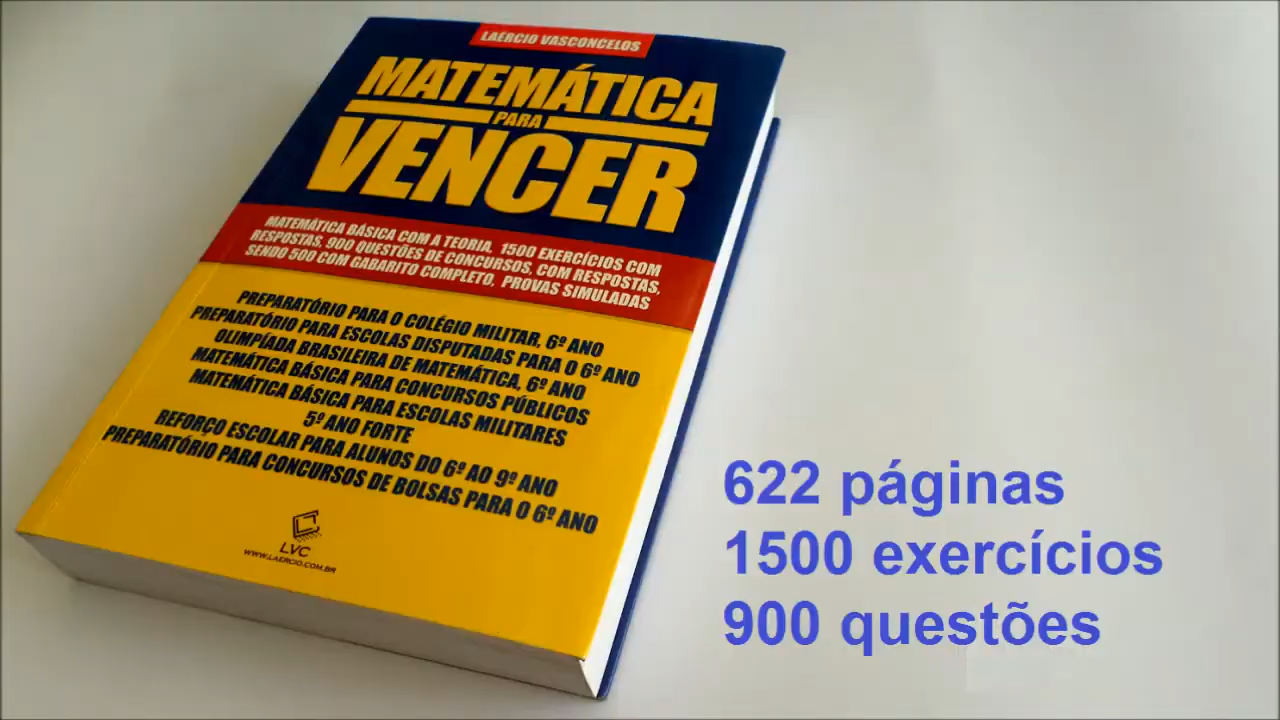 LAÉRCIO VASCONCELOS
MATEMÁTICA
PARA
VENCER
MATEMÁTICA BÁSICA COM A TEORIA, 1500 EXERCÍCIOS COM
RESPOSTAS, 900 QUESTÕES DE CONCURSOS, COM RESPOSTAS,
SENDO 500 COM GABARITO COMPLETO, PROVAS SIMULADAS
PREPARATÓRIO PARA O COLÉGIO MILITAR, 6º ANO
PREPARATÓRIO PARA ESCOLAS DISPUTADAS PARA O 6º ANO
OLIMPÍADA BRASILEIRA DE MATEMÁTICA, 6º ANO
MATEMÁTICA BÁSICA PARA CONCURSOS PÚBLICOS
MATEMÁTICA BÁSICA PARA ESCOLAS MILITARES
5º ANO FORTE
REFORÇO ESCOLAR PARA ALUNOS DO 6º AO 9º ANO
PREPARATÓRIO PARA CONCURSOS DE BOLSAS PARA O 6º ANO
LVC
WWW.LAERCIO.COM.BR
622 páginas
1500 exercícios
900 questões